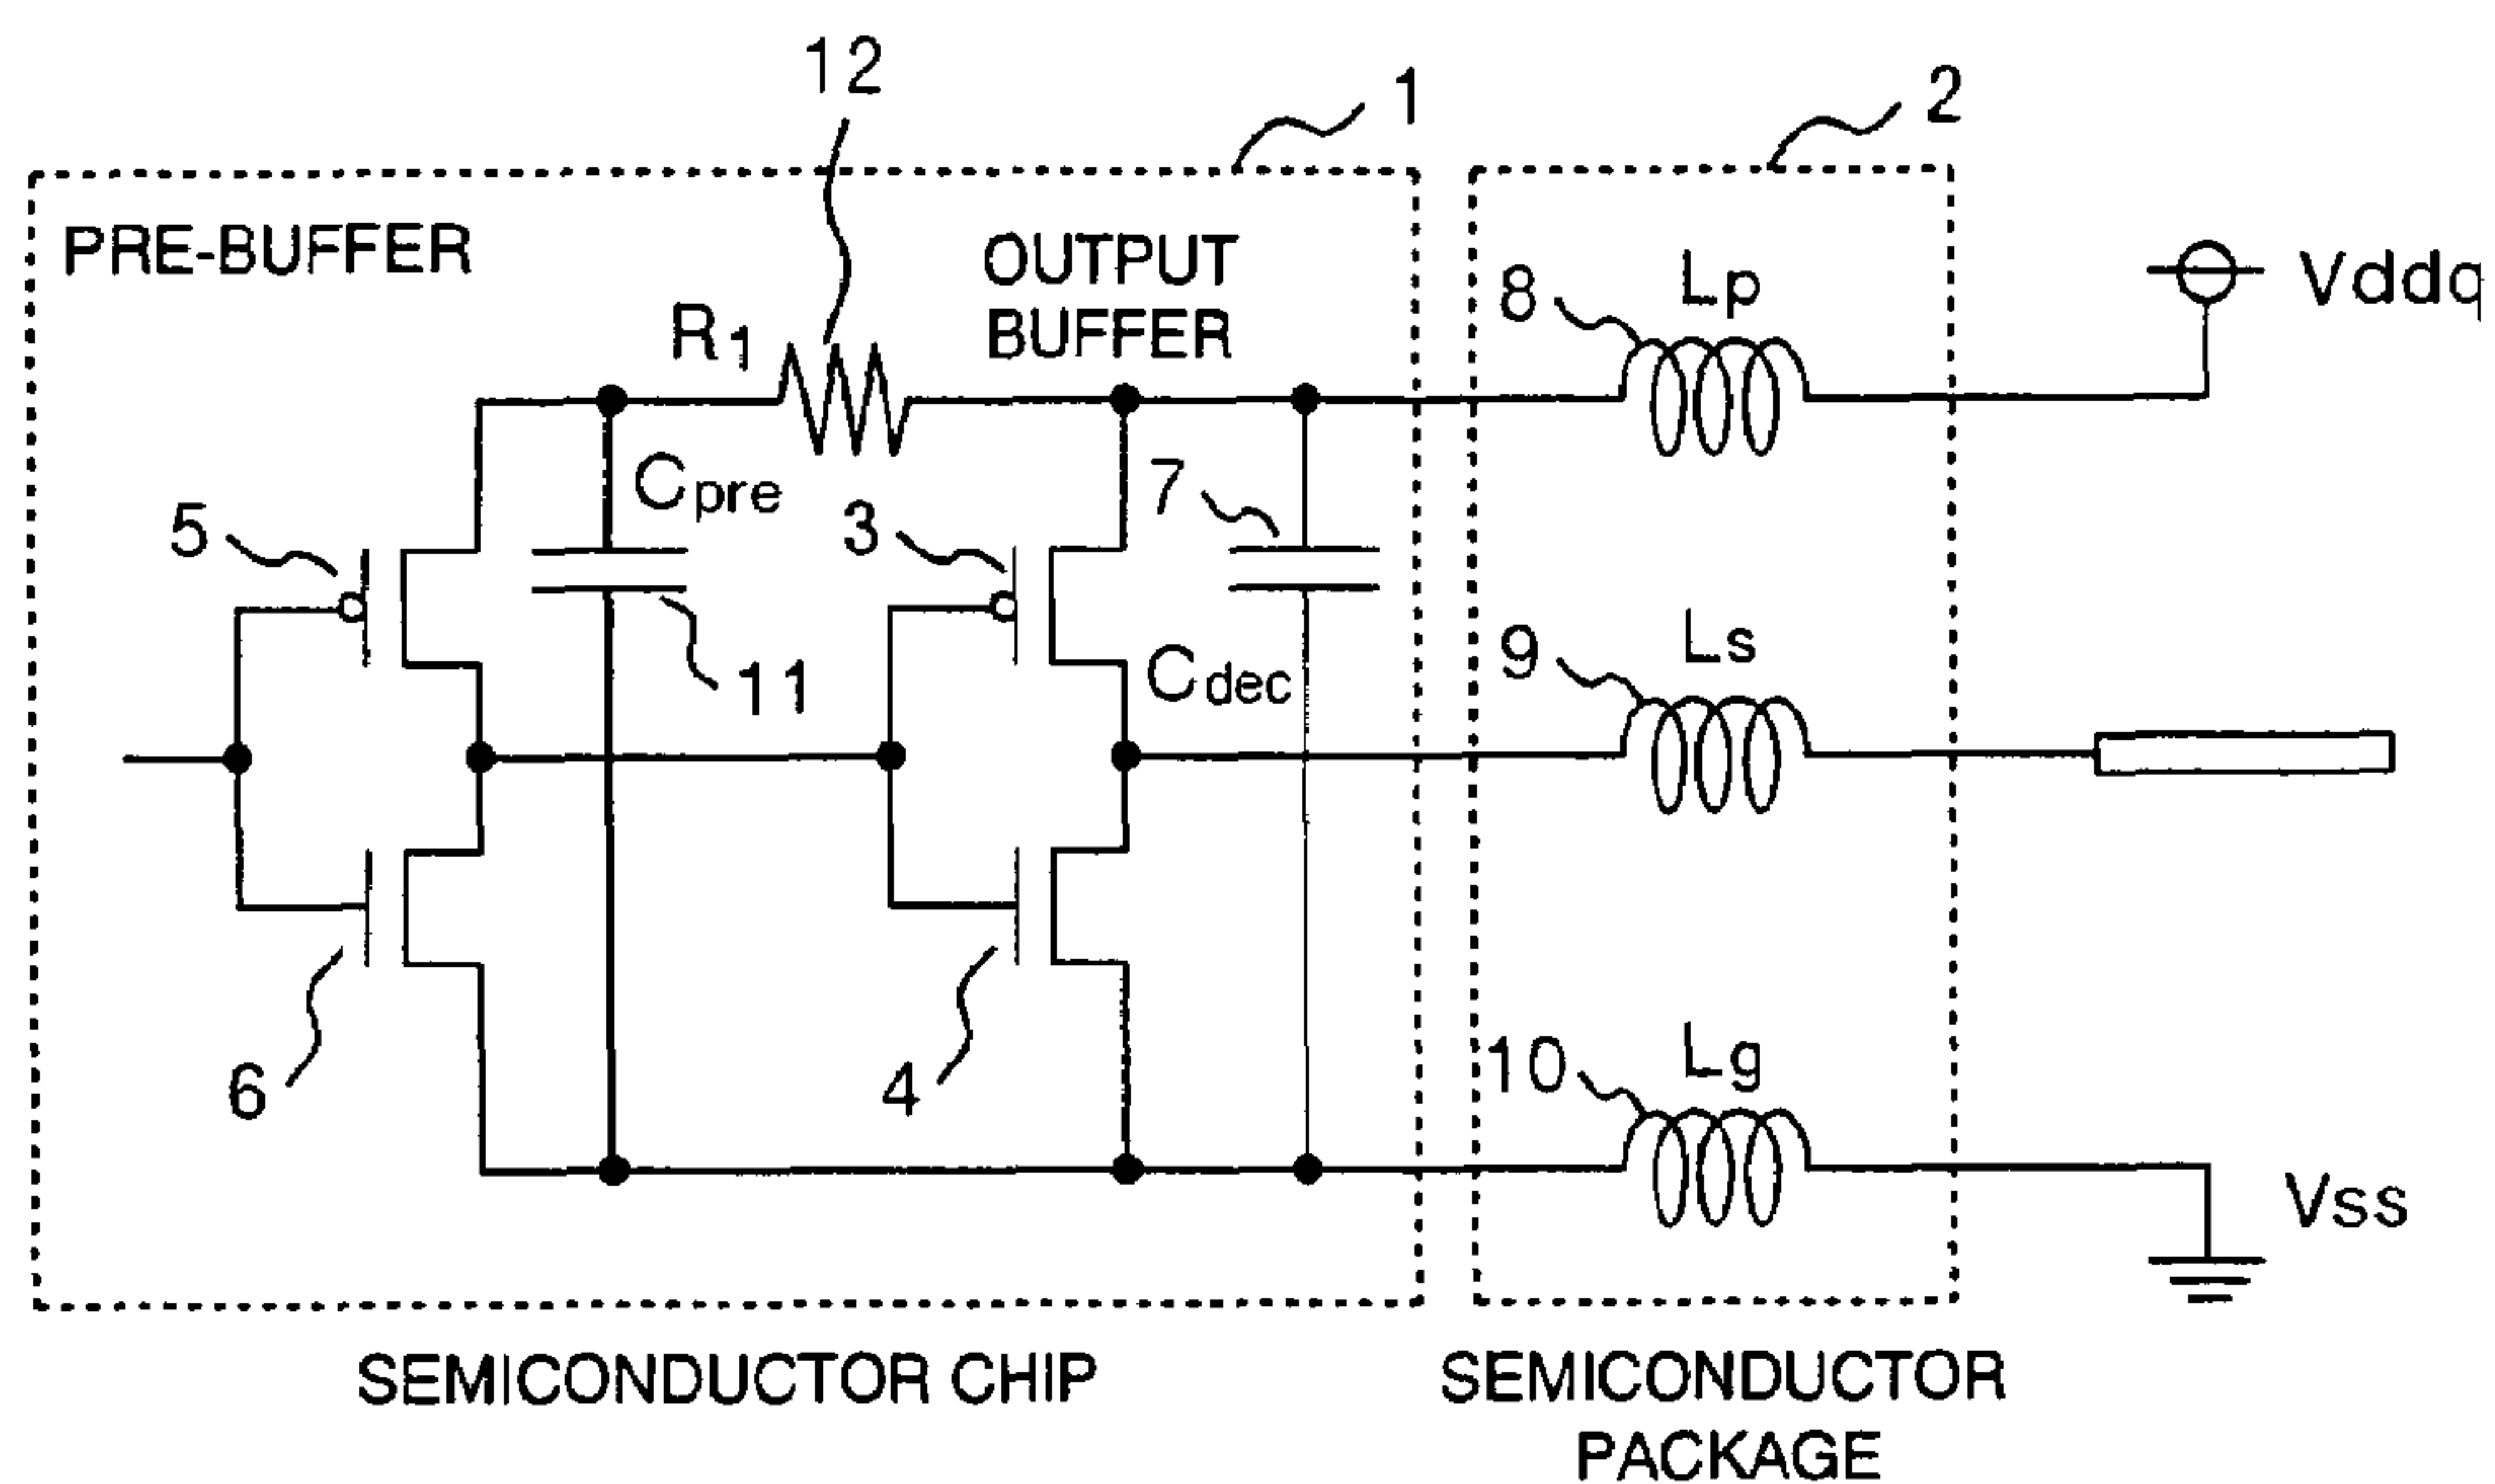 12
1
2
PRE-BUFFER
OUTPUT
BUFFER
R1
8
Lp
Vddq
Cpre
5
3
7
11
Cdec
9
Ls
6
4
10
Lg
Vss
SEMICONDUCTOR CHIP
SEMICONDUCTOR
PACKAGE